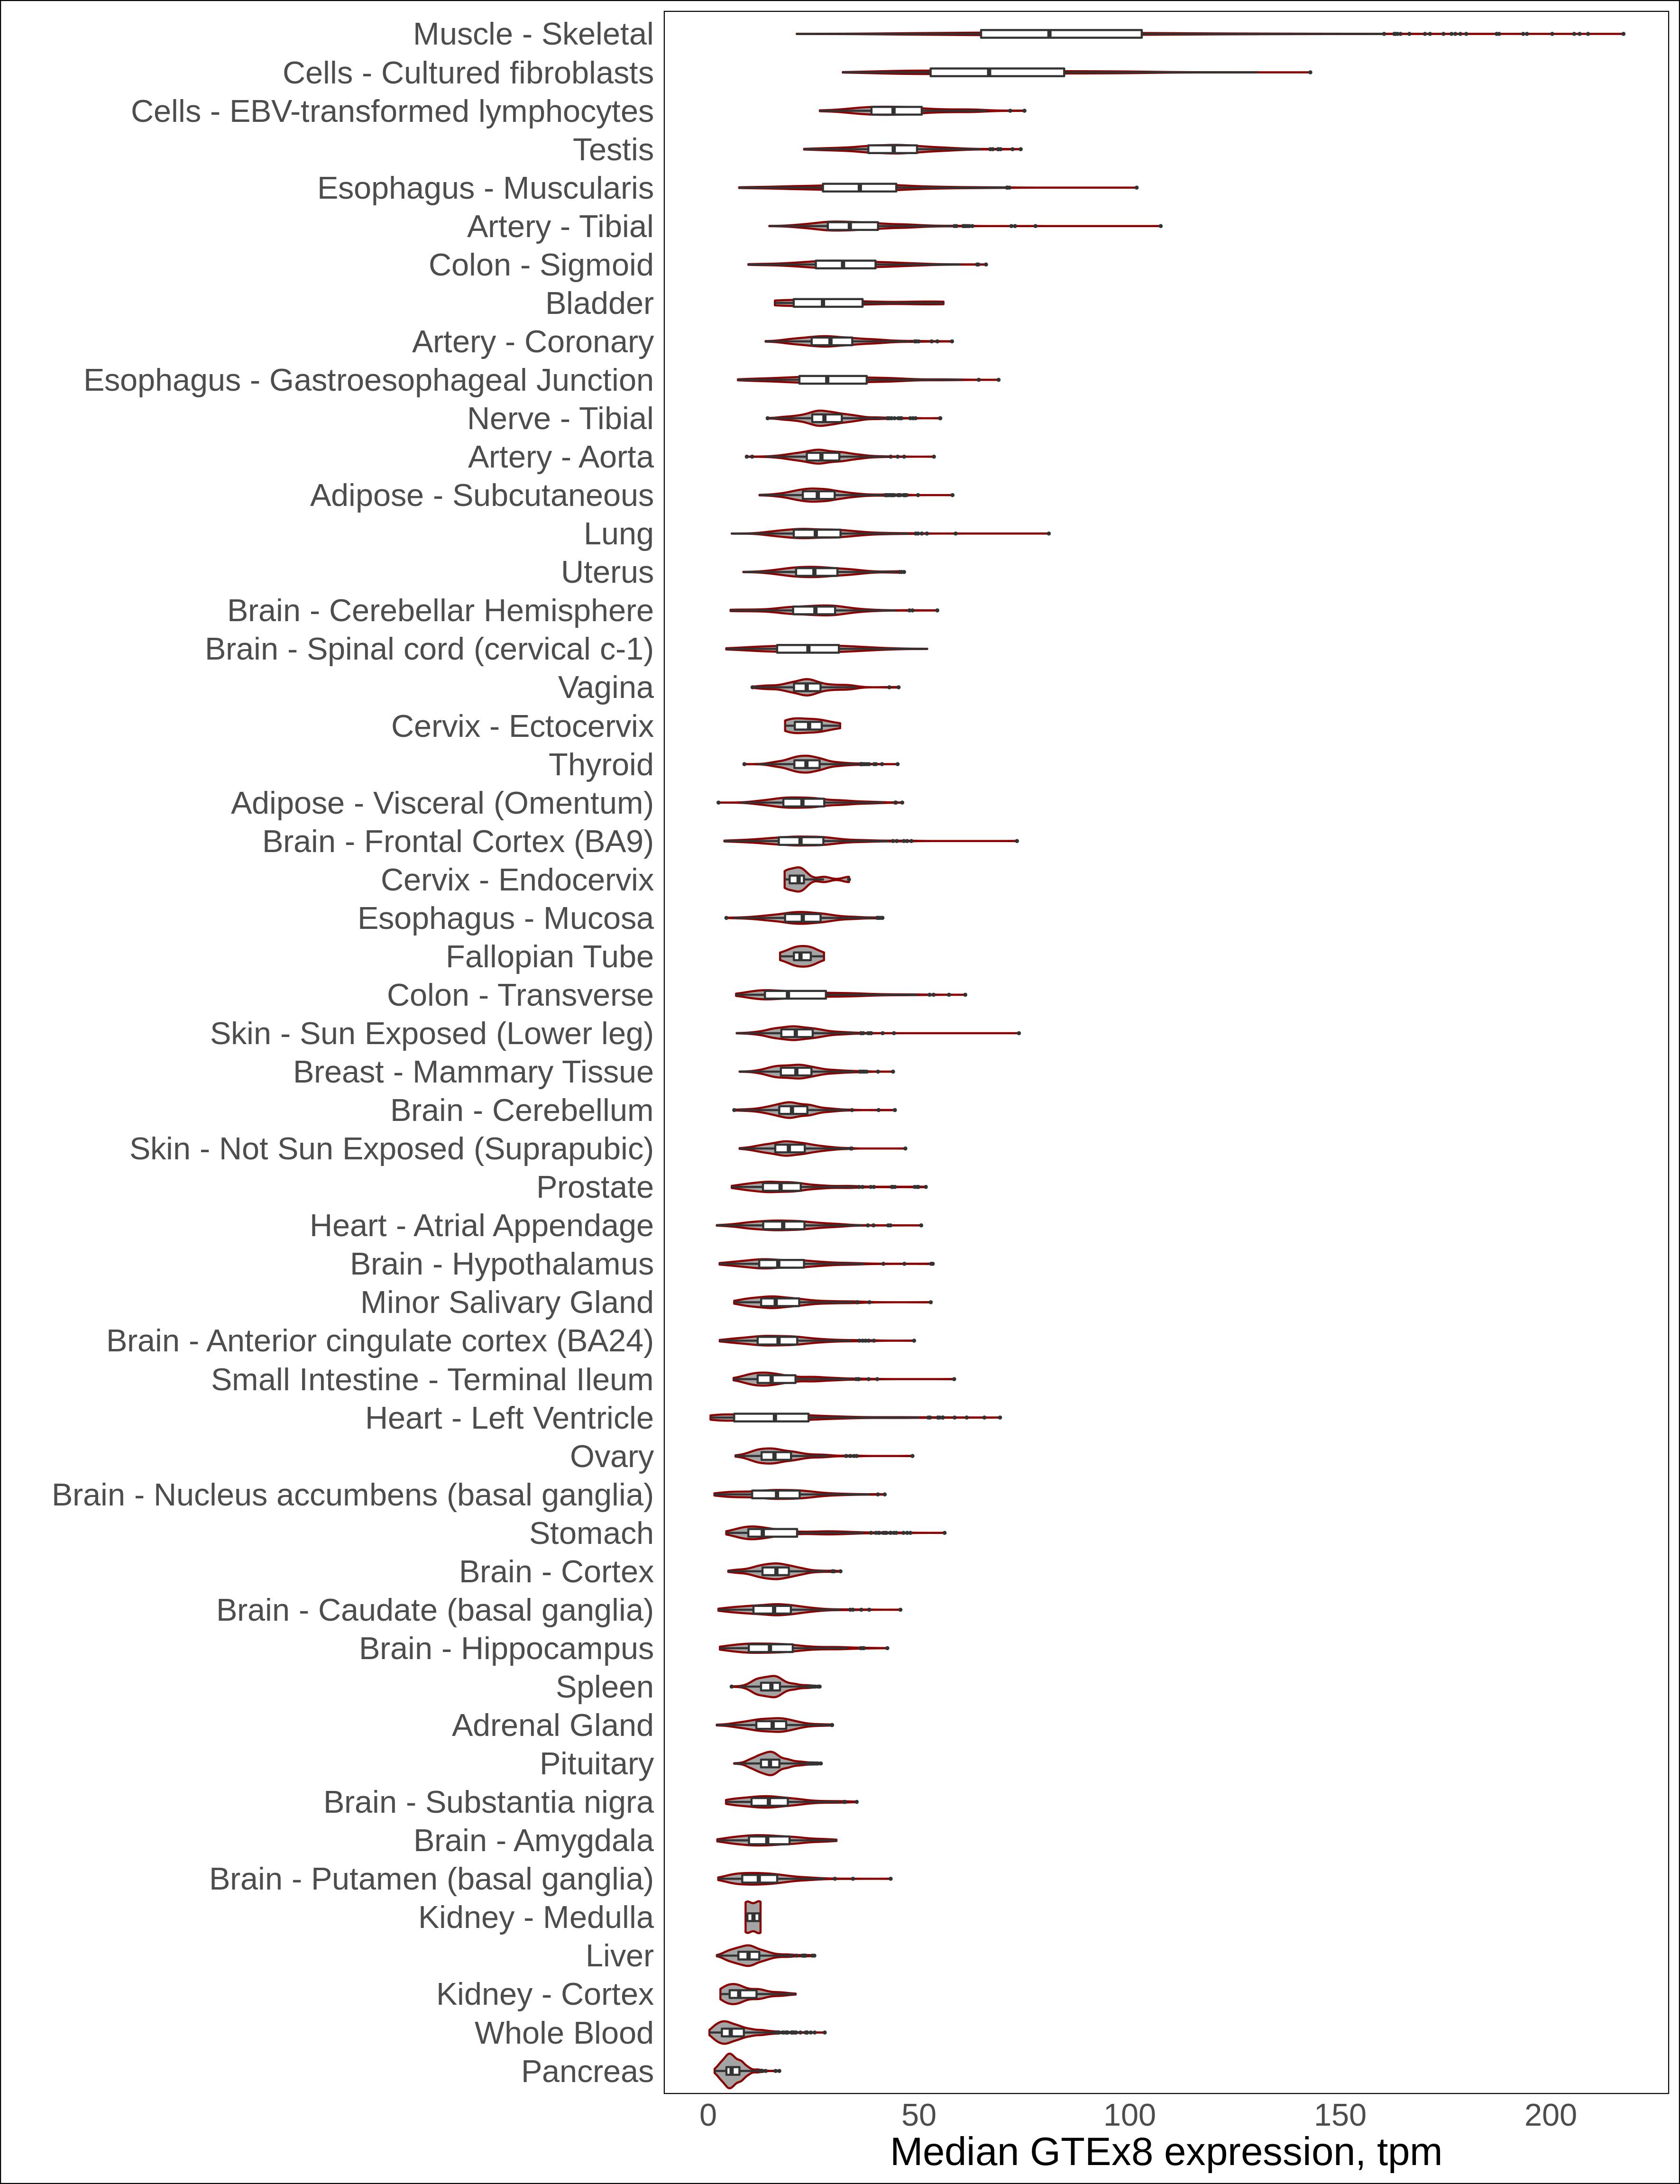 Muscle - Skeletal
Cells - Cultured fibroblasts
Cells - EBV-transformed lymphocytes
Testis
Esophagus - Muscularis
Artery - Tibial
Colon - Sigmoid
Bladder
Artery - Coronary
Esophagus - Gastroesophageal Junction
Nerve - Tibial
Artery - Aorta
Adipose - Subcutaneous
Lung
Uterus
Brain - Cerebellar Hemisphere
Brain - Spinal cord (cervical c-1)
Vagina
Cervix - Ectocervix
Thyroid
Adipose - Visceral (Omentum)
Brain - Frontal Cortex (BA9)
Cervix - Endocervix
Esophagus - Mucosa
Fallopian Tube
Colon - Transverse
Skin - Sun Exposed (Lower leg)
Breast - Mammary Tissue
Brain - Cerebellum
Skin - Not Sun Exposed (Suprapubic)
Prostate
Heart - Atrial Appendage
Brain - Hypothalamus
Minor Salivary Gland
Brain - Anterior cingulate cortex (BA24)
Small Intestine - Terminal Ileum
Heart - Left Ventricle
Ovary
Brain - Nucleus accumbens (basal ganglia)
Stomach
Brain - Cortex
Brain - Caudate (basal ganglia)
Brain - Hippocampus
Spleen
Adrenal Gland
Pituitary
Brain - Substantia nigra
Brain - Amygdala
Brain - Putamen (basal ganglia)
Kidney - Medulla
Liver
Kidney - Cortex
Whole Blood
Pancreas
0 50 100 150 200
Median GTEx8 expression, tpm